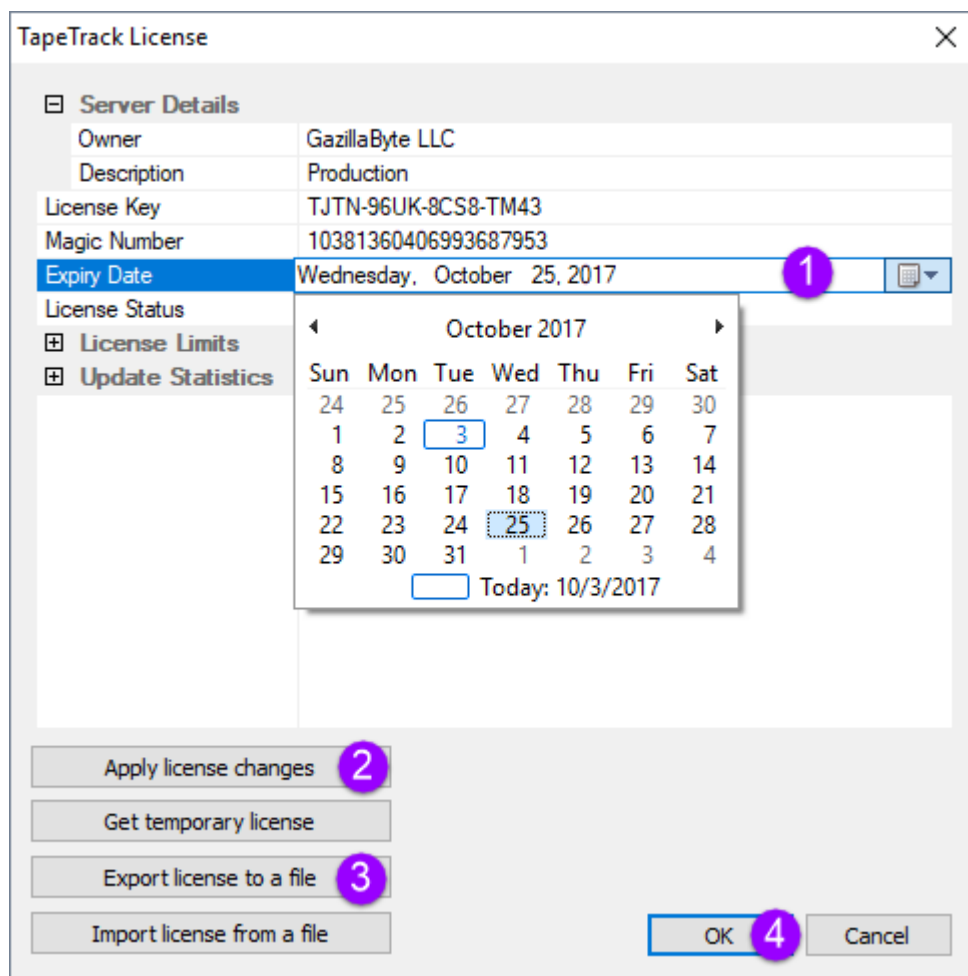 TapeTrack License
Server Details
Owner GazillaByte LLC
Description Production
License Key TJTN-96UK-8CS8-TM43
Magic Number 10381360406993687953
Expiry Date Wednesday, October 25, 2017 1
License Status
License Limits
Update Statistics
October 2017
Sun Mon Tue Wed Thu Fri Sat
24 25 26 27 28 29 30
1 2 3 4 5 6 7
8 9 10 11 12 13 14
15 16 17 18 19 20 21
22 23 24 25 26 27 28
29 30 31 1 2 3 4
Today: 10/3/2017
Apply license changes 2
Get temporary license
Export license to a file 3
Import license from a file
OK 4 Cancel